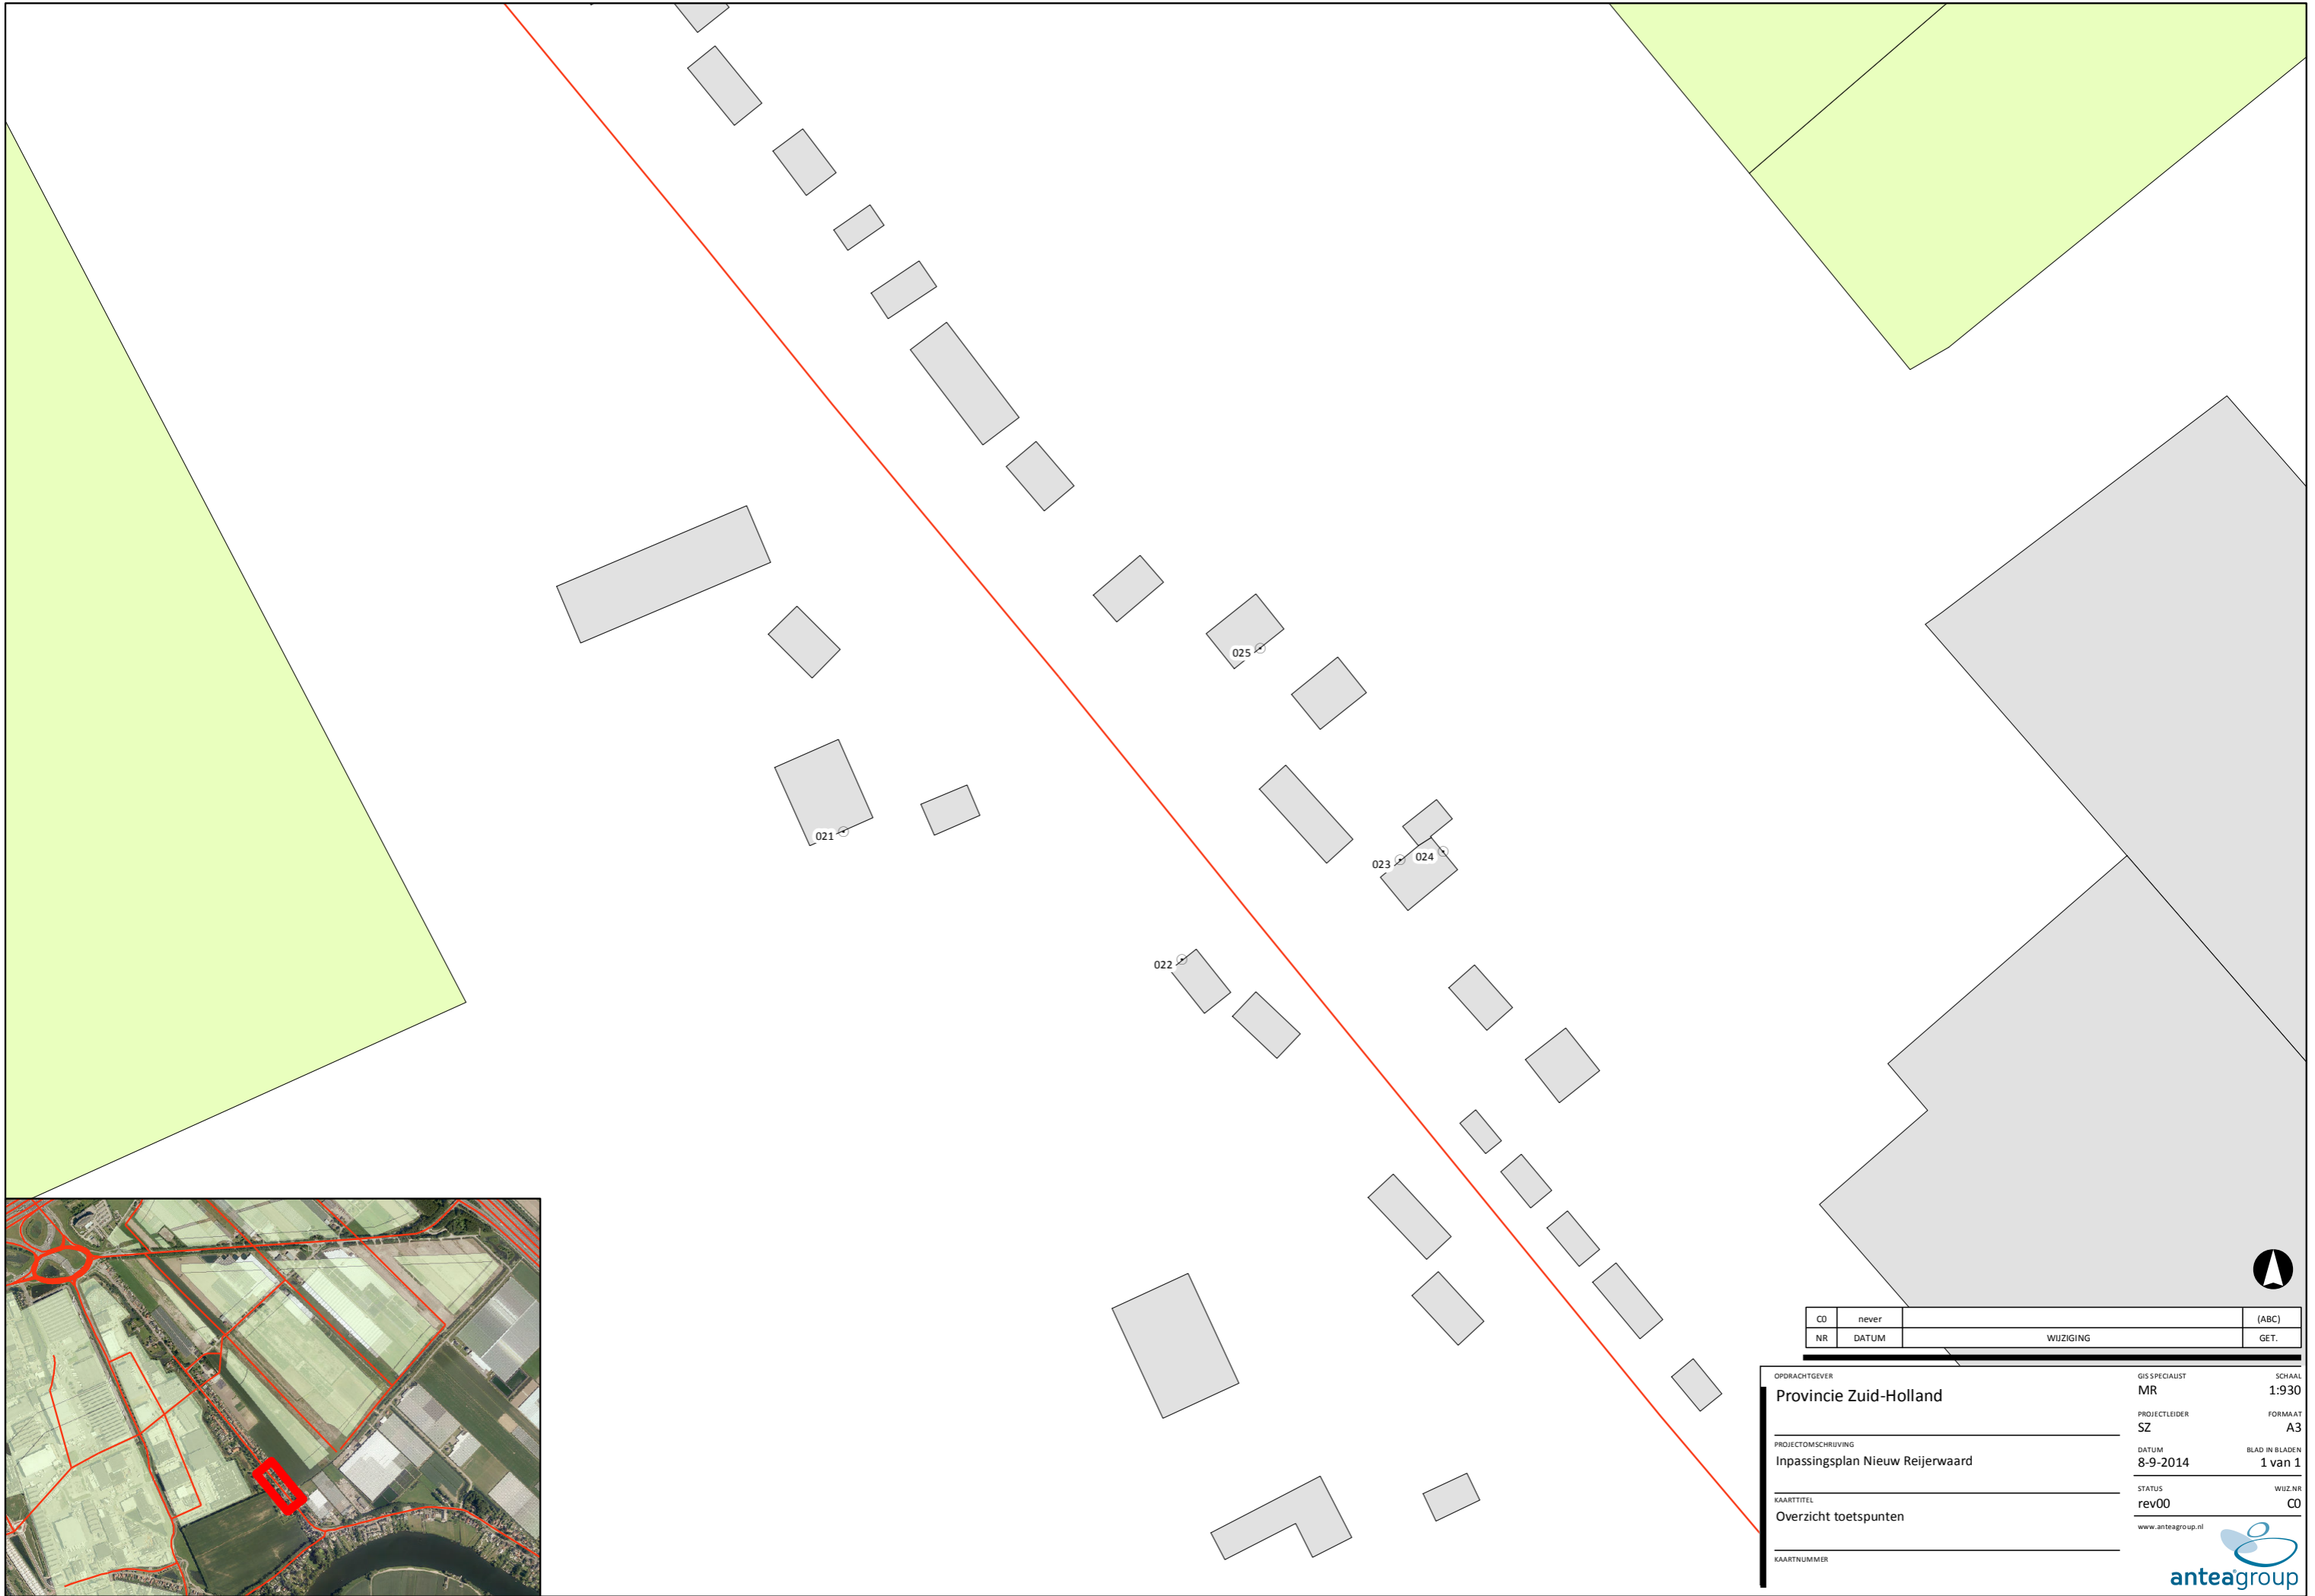 025
021
023
024
022
C0 never (ABC)
NR DATUM WIJZIGING GET.
OPDRACHTGEVER
Provincie Zuid-Holland
PROJECTOMSCHRIJVING
Inpassingsplan Nieuw Reijerwaard
KAARTTITEL
Overzicht toetspunten
KAARTNUMMER
GIS SPECIALIST SCHAAL
MR 1:930
PROJECTLEIDER FORMAAT
SZ A3
DATUM BLAD IN BLADEN
8-9-2014 1 van 1
STATUS WIJZ.NR
rev00 C0
www.anteagroup.nl
anteagroup